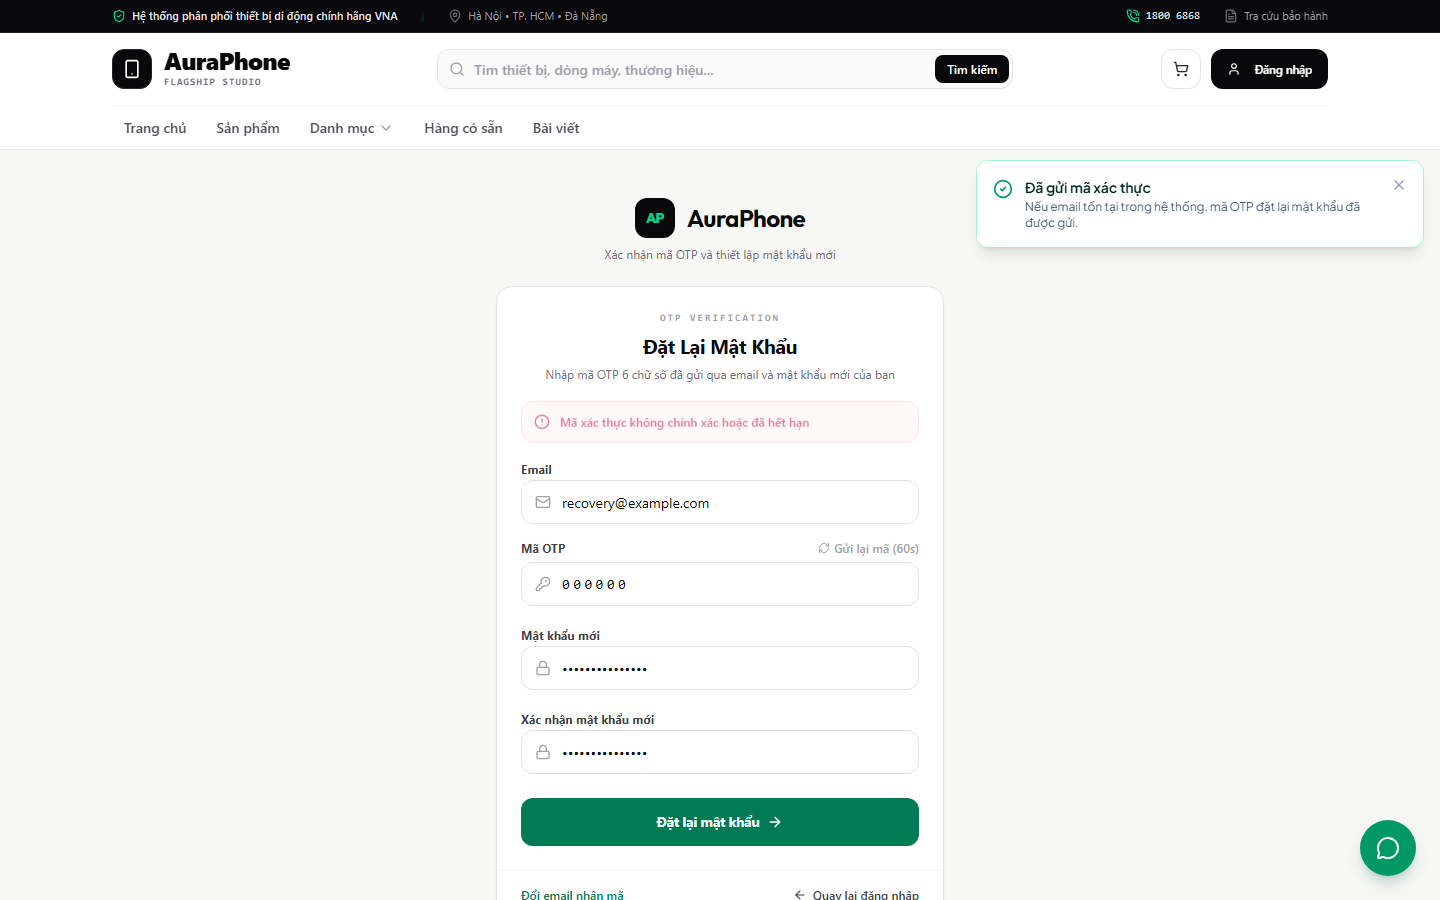 Hệ thống phân phối thiết bị di động chính hãng VNA
Hà Nội • TP. HCM • Đà Nẵng
1800 6868
Tra cứu bảo hành
AuraPhone
FLAGSHIP STUDIO
Tìm thiết bị, dòng máy, thương hiệu...
Tìm kiếm
Đăng nhập
Trang chủ
Sản phẩm
Danh mục
Hàng có sẵn
Bài viết
Đã gửi mã xác thực
Nếu email tồn tại trong hệ thống, mã OTP đặt lại mật khẩu đã
được gửi.
AP
AuraPhone
Xác nhận mã OTP và thiết lập mật khẩu mới
OTP VERIFICATION
Đặt Lại Mật Khẩu
Nhập mã OTP 6 chữ số đã gửi qua email và mật khẩu mới của bạn
Mã xác thực không chính xác hoặc đã hết hạn
Email
recovery@example.com
Mã OTP
Gửi lại mã (60s)
000000
Mật khẩu mới
•••••••••••••••
Xác nhận mật khẩu mới
•••••••••••••••
Đặt lại mật khẩu
Đổi email nhận mã
Quay lại đăng nhập